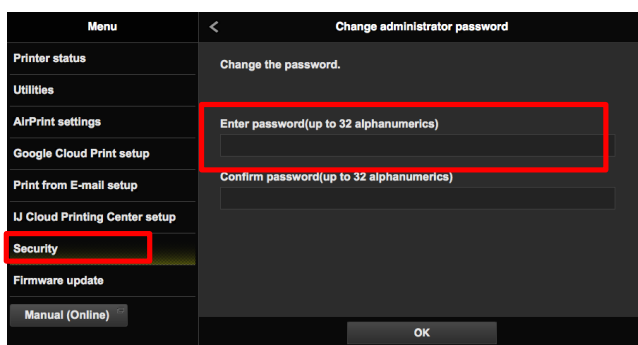 Menu
Printer status
Utilities
AirPrint settings
Google Cloud Print setup
Print from E-mail setup
IJ Cloud Printing Center setup
Security
Firmware update
Manual (Online)
< Change administrator password
Change the password.
Enter password(up to 32 alphanumerics)
Confirm password(up to 32 alphanumerics)
OK